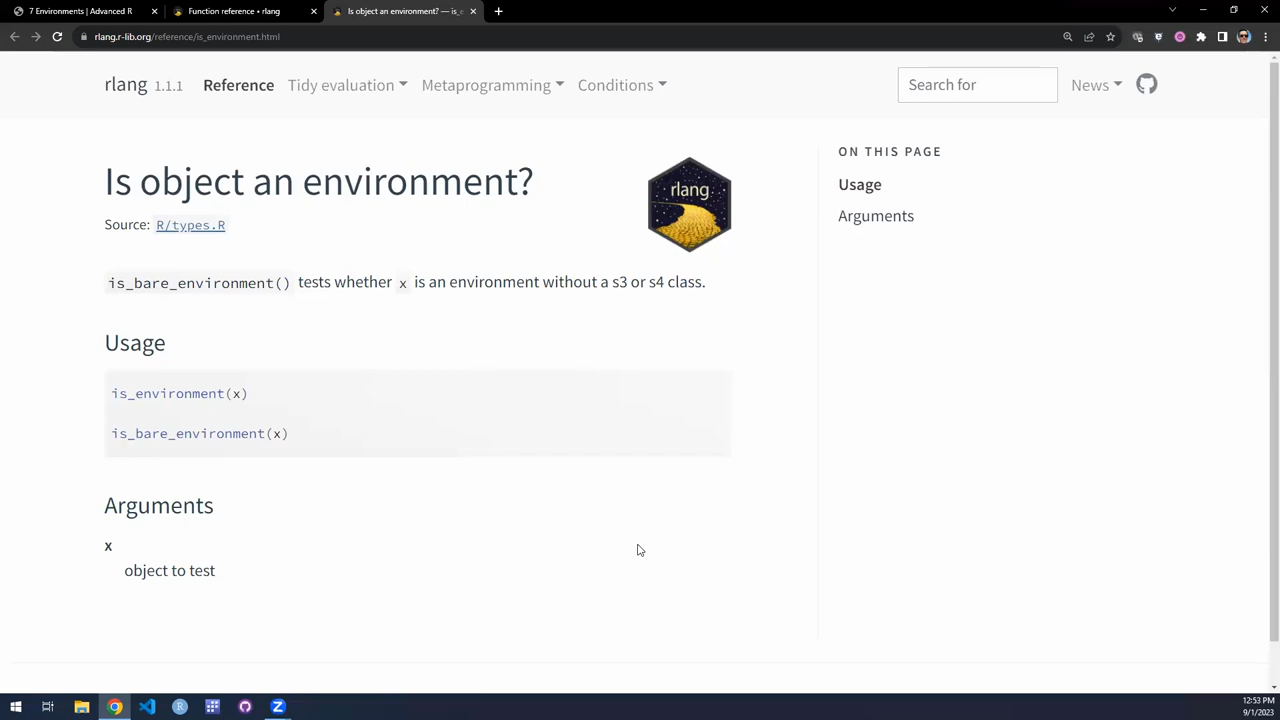 7 Environments | Advanced R
Function reference • rlang
Is object an environment? — is_e
rlang.r-lib.org/reference/is_environment.html
rlang 1.1.1 Reference Tidy evaluation Metaprogramming Conditions Search for News
Is object an environment?
rlang
Source: R/types.R
is_bare_environment() tests whether x is an environment without a s3 or s4 class.
Usage
is_environment(x)
is_bare_environment(x)
Arguments
x
object to test
ON THIS PAGE
Usage
Arguments
12:53 PM
9/1/2023